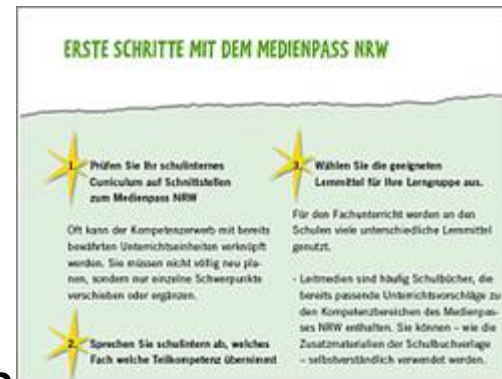 ERSTE SCHRITTE MIT DEM MEDIENPASS NRW
1. Prüfen Sie Ihr schulinternes
Curriculum auf Schnittstellen
zum Medienpass NRW
Oft kann der Kompetenzerwerb mit bereits
bewährten Unterrichtseinheiten verknüpft
werden. Sie müssen nicht völlig neu pla-
nen, sondern nur einzelne Schwerpunkte
verschieben oder ergänzen.
2. Sprechen Sie schulintern ab, welches
Fach welche Teilkompetenz übernimmt
3. Wählen Sie die geeigneten
Lernmittel für Ihre Lerngruppe aus.
Für den Fachunterricht werden an den
Schulen viele unterschiedliche Lernmittel
genutzt.
- Leitmedien sind häufig Schulbücher, die
bereits passende Unterrichtsvorschläge zu
den Kompetenzbereichen des Medienpas-
ses NRW enthalten. Sie können – wie die
Zusatzmaterialien der Schulbuchverlage
– selbstverständlich verwendet werden.